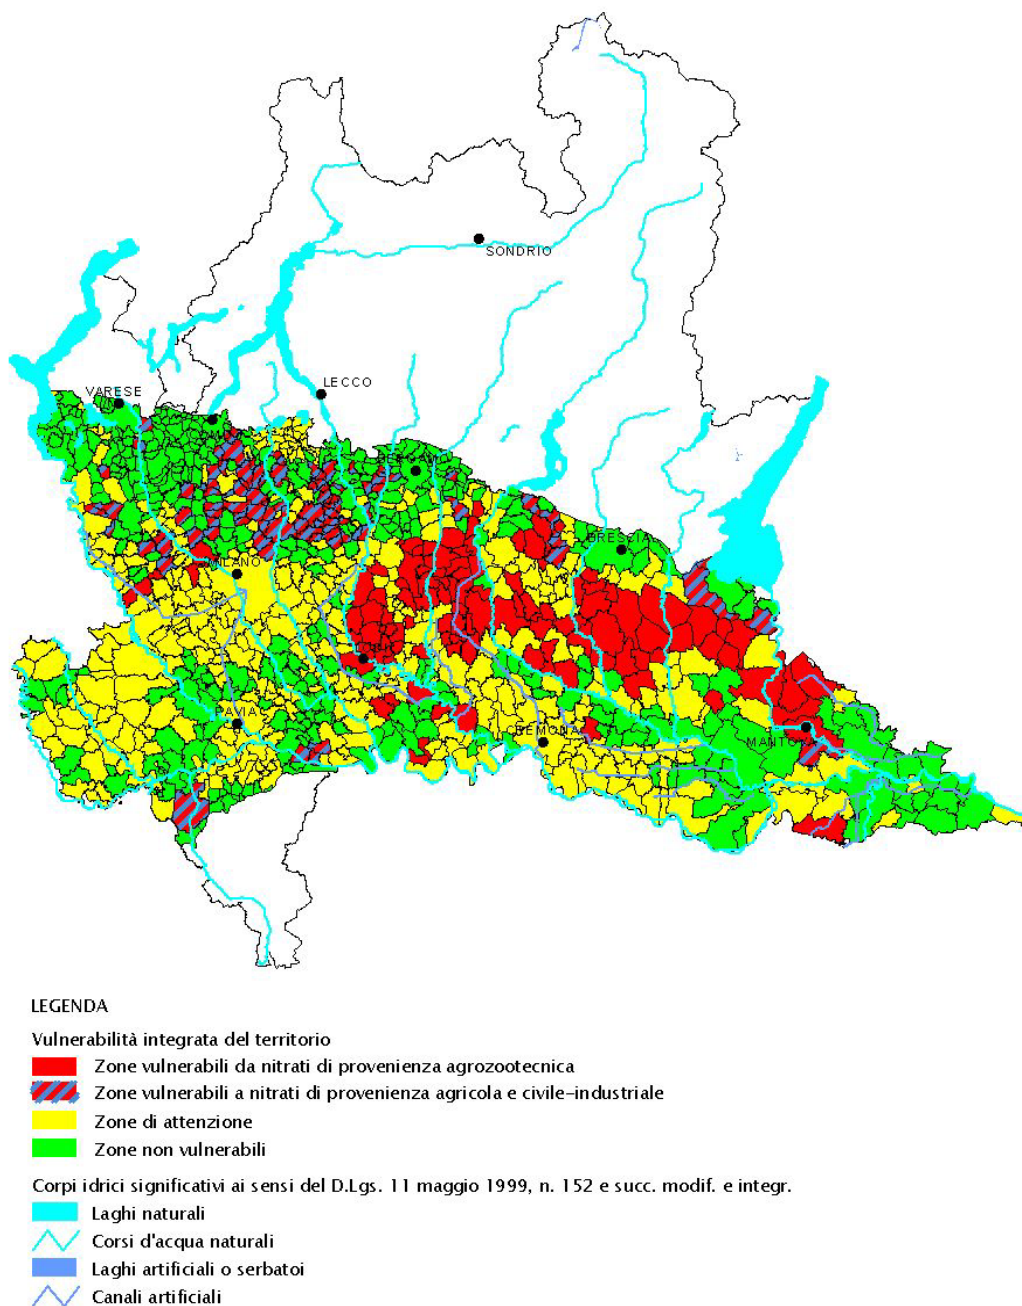 SONDRIO
LECCO
VARESE
BERGAMO
BRESCIA
MILANO
LODI
PAVIA
CREMONA
MANTOVA
LEGENDA
Vulnerabilità integrata del territorio
Zone vulnerabili da nitrati di provenienza agrozootecnica
Zone vulnerabili a nitrati di provenienza agricola e civile-industriale
Zone di attenzione
Zone non vulnerabili
Corpi idrici significativi ai sensi del D.Lgs. 11 maggio 1999, n. 152 e succ. modif. e integr.
Laghi naturali
Corsi d'acqua naturali
Laghi artificiali o serbatoi
Canali artificiali